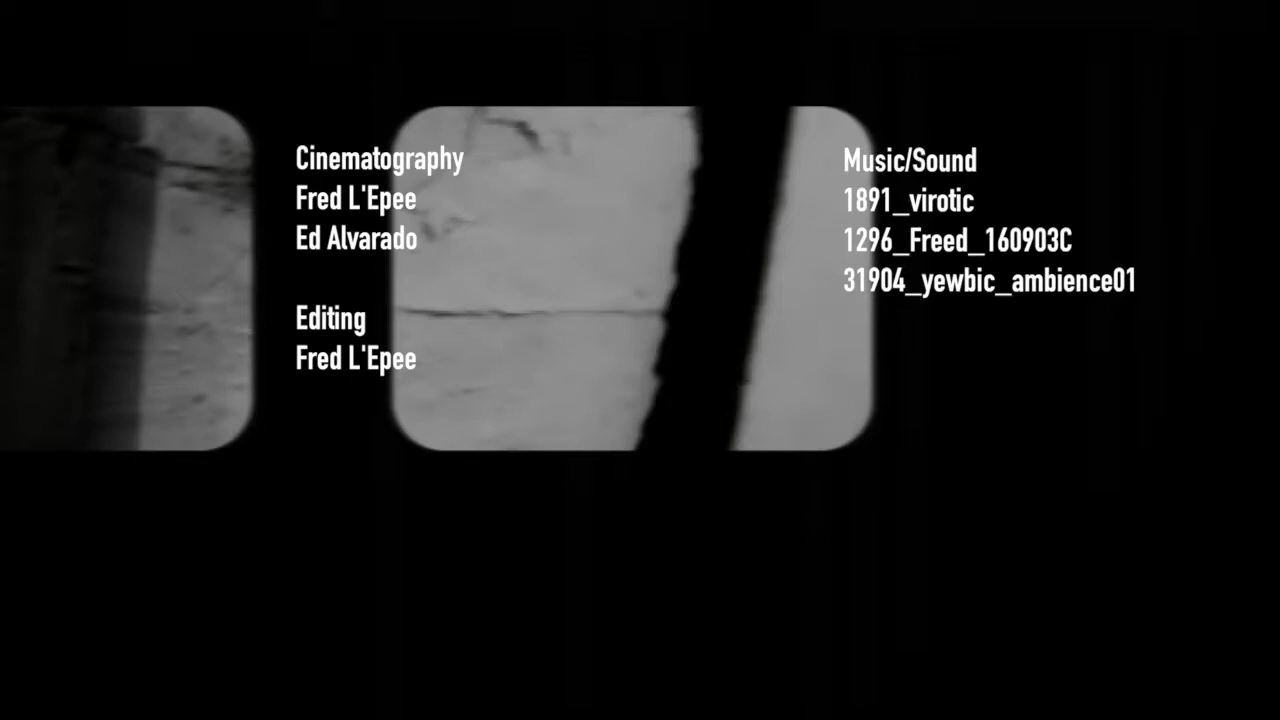 Cinematography
Fred L'Epee
Ed Alvarado
Editing
Fred L'Epee
Music/Sound
1891_virotic
1296_Freed_160903C
31904_yewbic_ambience01